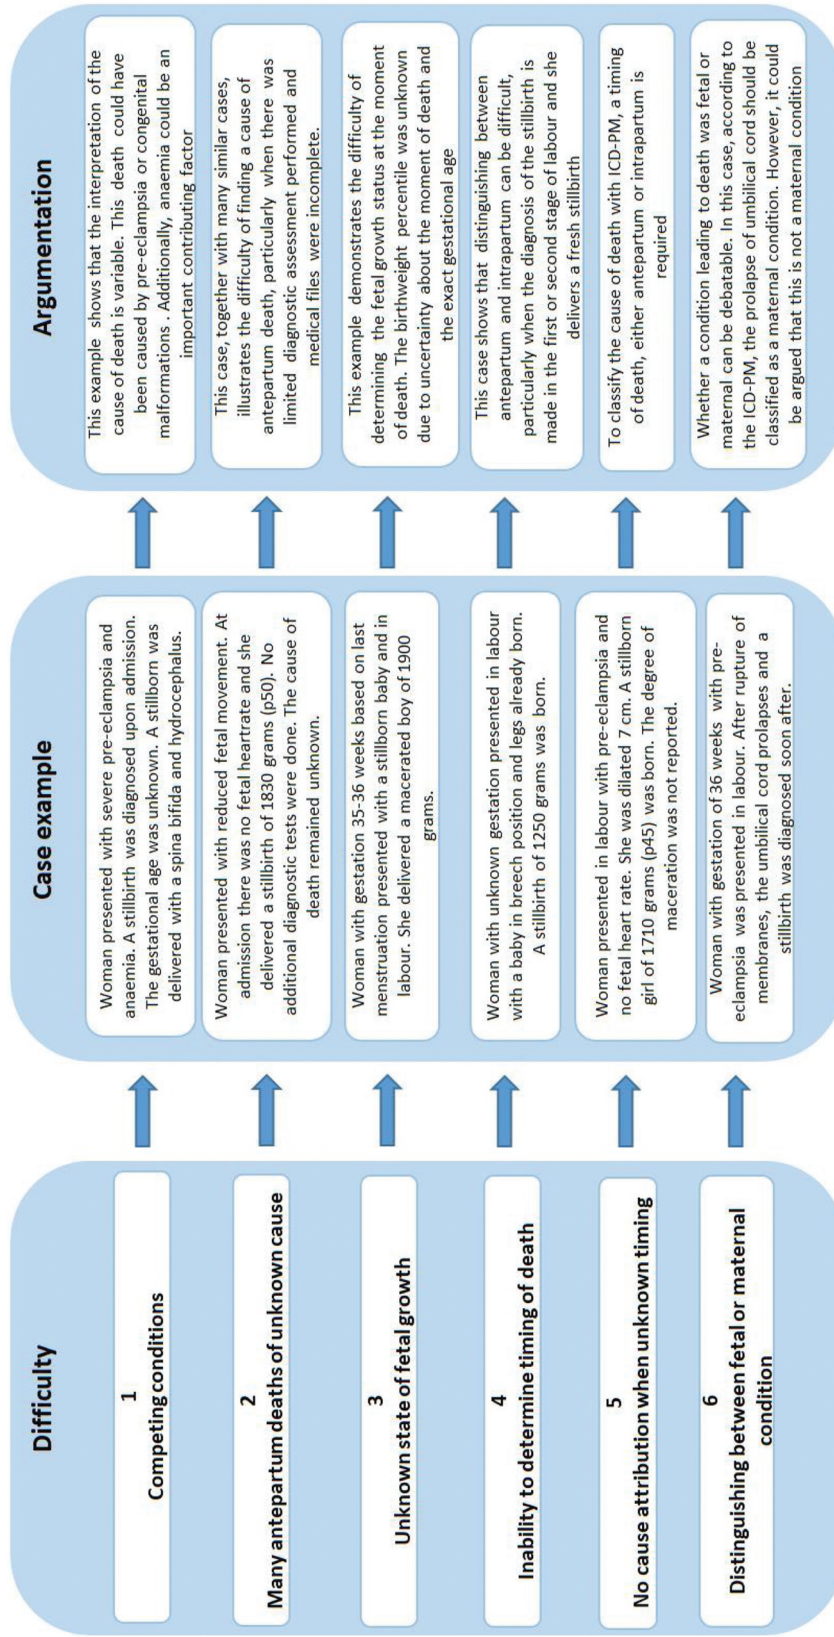 Difficulty
1
Competing conditions
2
Many antepartum deaths of unknown cause
3
Unknown state of fetal growth
4
Inability to determine timing of death
5
No cause attribution when unknown timing
6
Distinguishing between fetal or maternal
condition
Case example
Woman presented with severe pre-eclampsia and
anaemia. A stillbirth was diagnosed upon admission.
The gestational age was unknown. A stillborn was
delivered with a spina bifida and hydrocephalus.
Woman presented with reduced fetal movement. At
admission there was no fetal heartrate and she
delivered a stillbirth of 1830 grams (p50). No
additional diagnostic tests were done. The cause of
death remained unknown.
Woman with gestation 35-36 weeks based on last
menstruation presented with a stillborn baby and in
labour. She delivered a macerated boy of 1900
grams.
Woman with unknown gestation presented in labour
with a baby in breech position and legs already born.
A stillbirth of 1250 grams was born.
Woman presented in labour with pre-eclampsia and
no fetal heart rate. She was dilated 7 cm. A stillborn
girl of 1710 grams (p45) was born. The degree of
maceration was not reported.
Woman with gestation of 36 weeks with pre-
eclampsia was presented in labour. After rupture of
membranes, the umbilical cord prolapses and a
stillbirth was diagnosed soon after.
Argumentation
This example shows that the interpretation of the
cause of death is variable. This death could have
been caused by pre-eclampsia or congenital
malformations . Additionally, anaemia could be an
important contributing factor
This case, together with many similar cases,
illustrates the difficulty of finding a cause of
antepartum death, particularly when there was
limited diagnostic assessment performed and
medical files were incomplete.
This example demonstrates the difficulty of
determining the fetal growth status at the moment
of death. The birthweight percentile was unknown
due to uncertainty about the moment of death and
the exact gestational age
This case shows that distinguishing between
antepartum and intrapartum can be difficult,
particularly when the diagnosis of the stillbirth is
made in the first or second stage of labour and she
delivers a fresh stillbirth
To classify the cause of death with ICD-PM, a timing
of death, either antepartum or intrapartum is
required
Whether a condition leading to death was fetal or
maternal can be debatable. In this case, according to
the ICD-PM, the prolapse of umbilical cord should be
classified as a maternal condition. However, it could
be argued that this is not a maternal condition